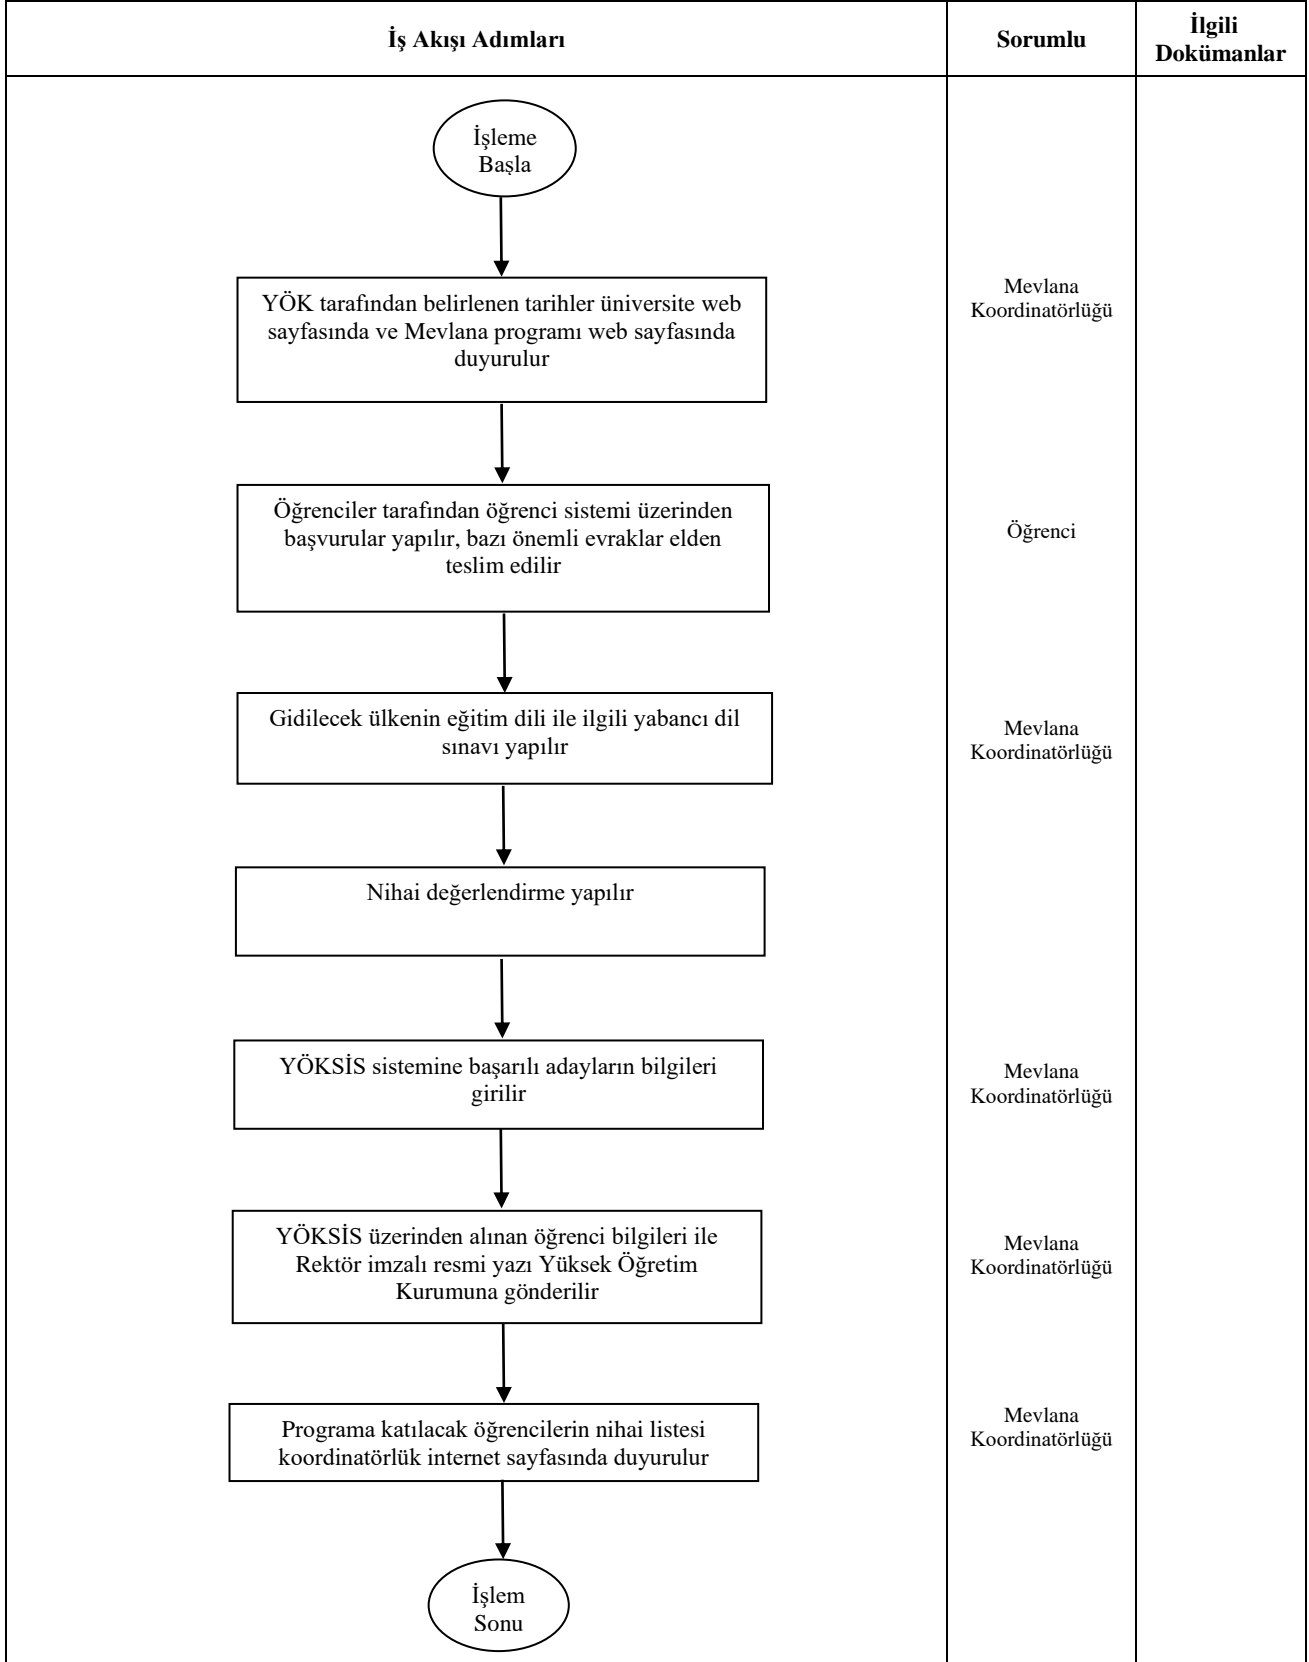 İş Akışı Adımları
Sorumlu
İlgili
Dokümanlar
İşleme
Başla
YÖK tarafından belirlenen tarihler üniversite web
sayfasında ve Mevlana programı web sayfasında
duyurulur
Mevlana
Koordinatörlüğü
Öğrenciler tarafından öğrenci sistemi üzerinden
başvurular yapılır, bazı önemli evraklar elden
teslim edilir
Öğrenci
Gidilecek ülkenin eğitim dili ile ilgili yabancı dil
sınavı yapılır
Mevlana
Koordinatörlüğü
Nihai değerlendirme yapılır
YÖKSİS sistemine başarılı adayların bilgileri
girilir
Mevlana
Koordinatörlüğü
YÖKSİS üzerinden alınan öğrenci bilgileri ile
Rektör imzalı resmi yazı Yüksek Öğretim
Kurumuna gönderilir
Mevlana
Koordinatörlüğü
Programa katılacak öğrencilerin nihai listesi
koordinatörlük internet sayfasında duyurulur
Mevlana
Koordinatörlüğü
İşlem
Sonu